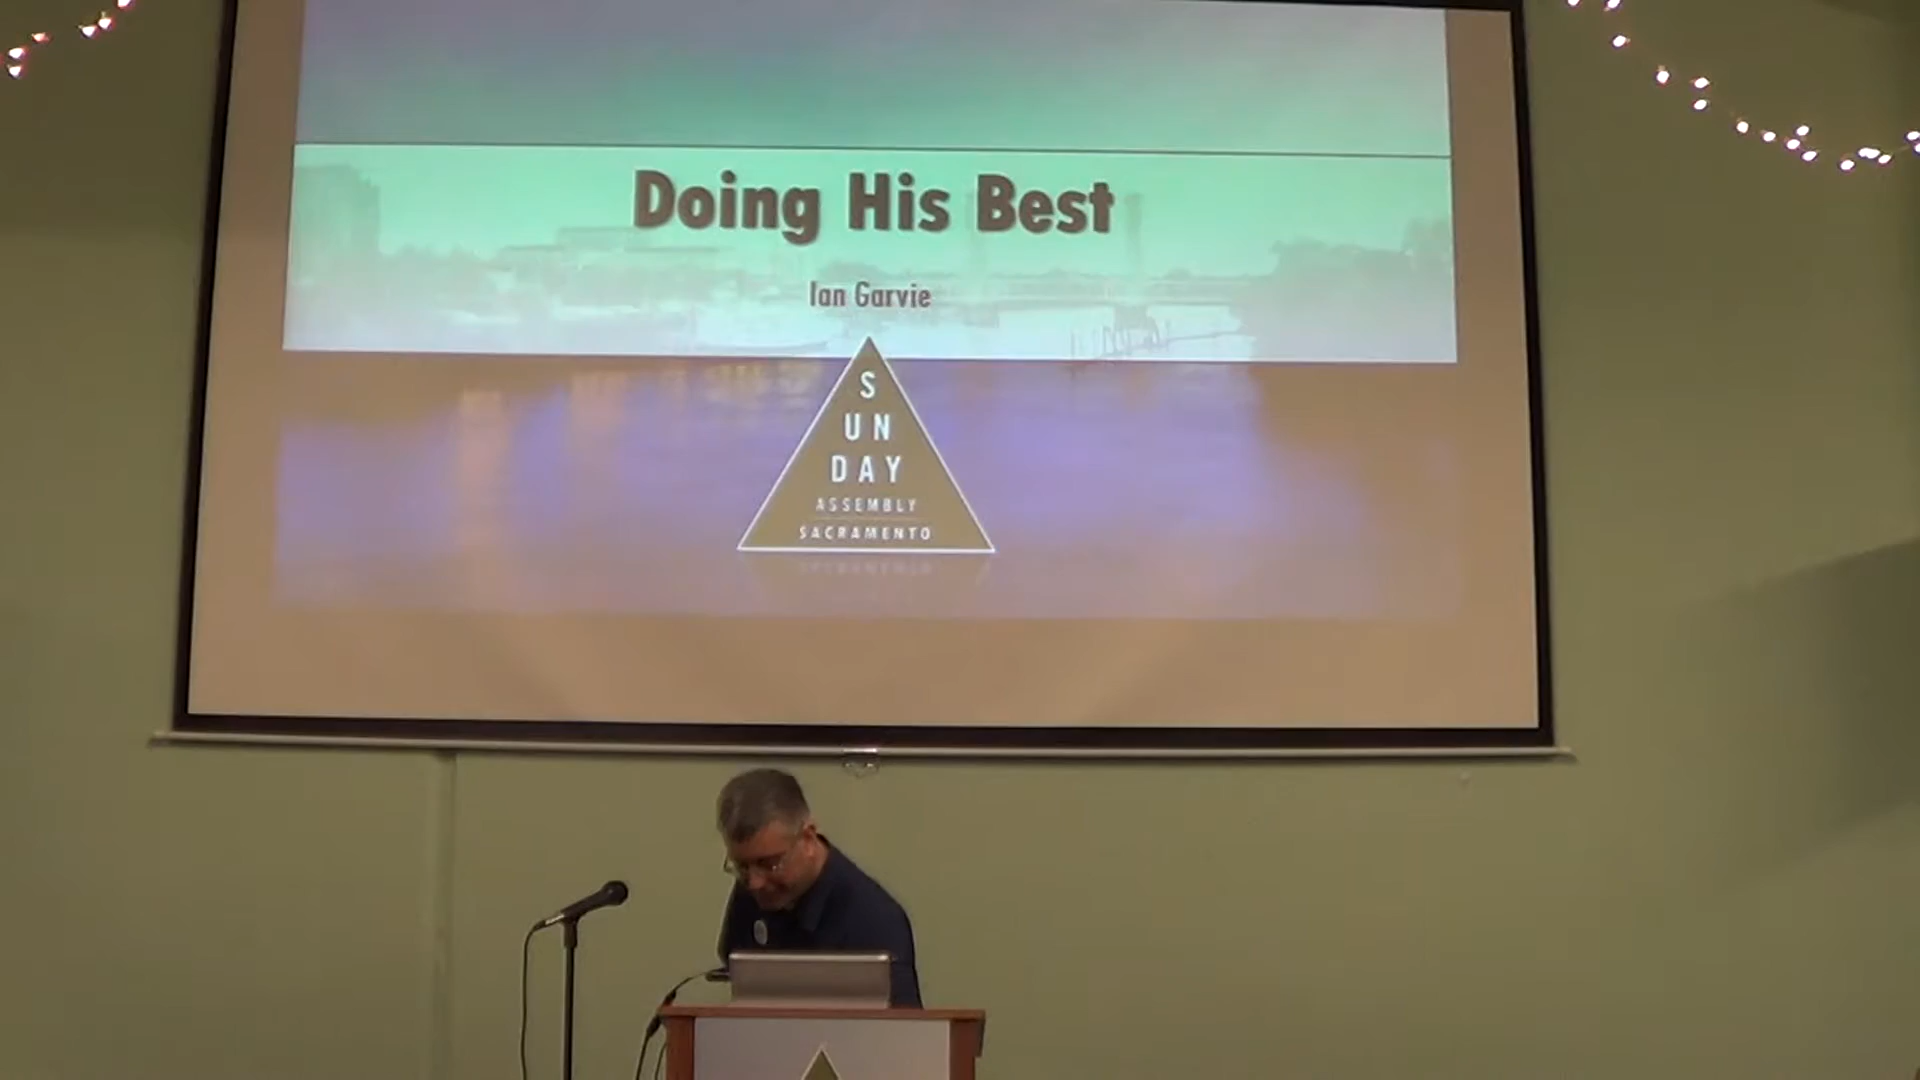 Doing His Best
Ian Garvie
S
UN
DAY
ASSEMBLY
SACRAMENTO